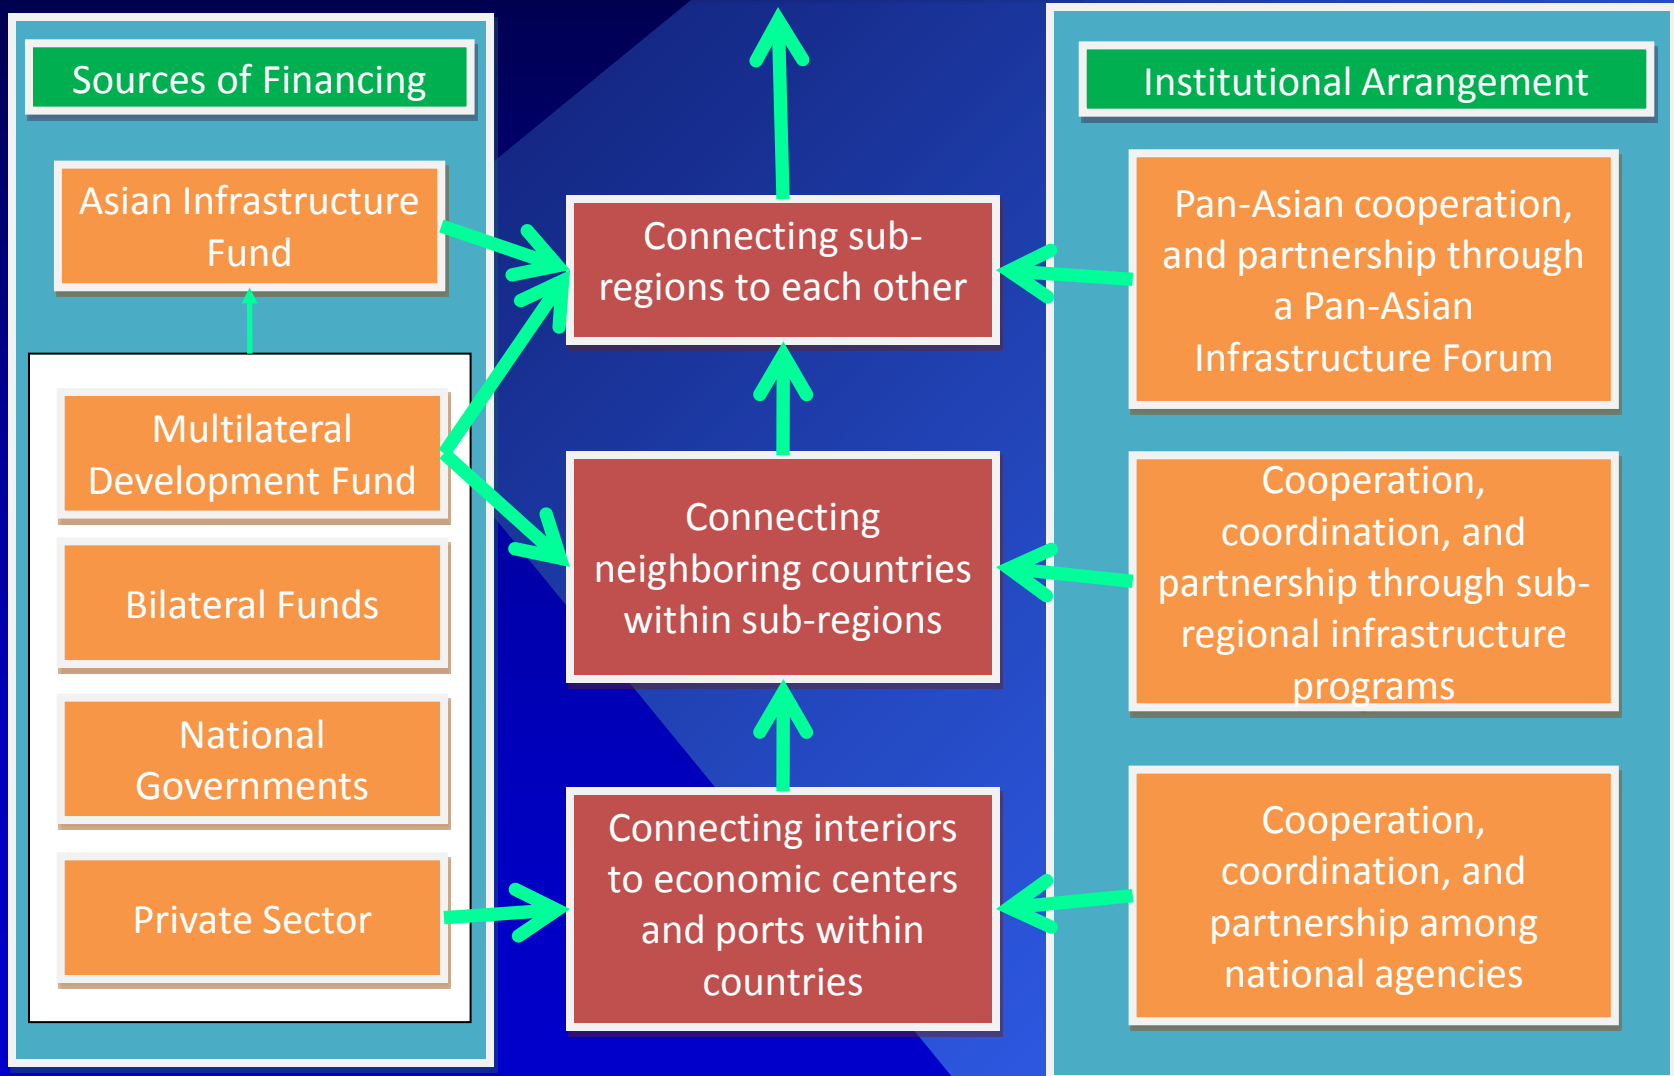 Sources of Financing
Asian Infrastructure
Fund
Multilateral
Development Fund
Bilateral Funds
National
Governments
Private Sector
Connecting sub-
regions to each other
Connecting
neighboring countries
within sub-regions
Connecting interiors
to economic centers
and ports within
countries
Institutional Arrangement
Pan-Asian cooperation,
and partnership through
a Pan-Asian
Infrastructure Forum
Cooperation,
coordination, and
partnership through sub-
regional infrastructure
programs
Cooperation,
coordination, and
partnership among
national agencies